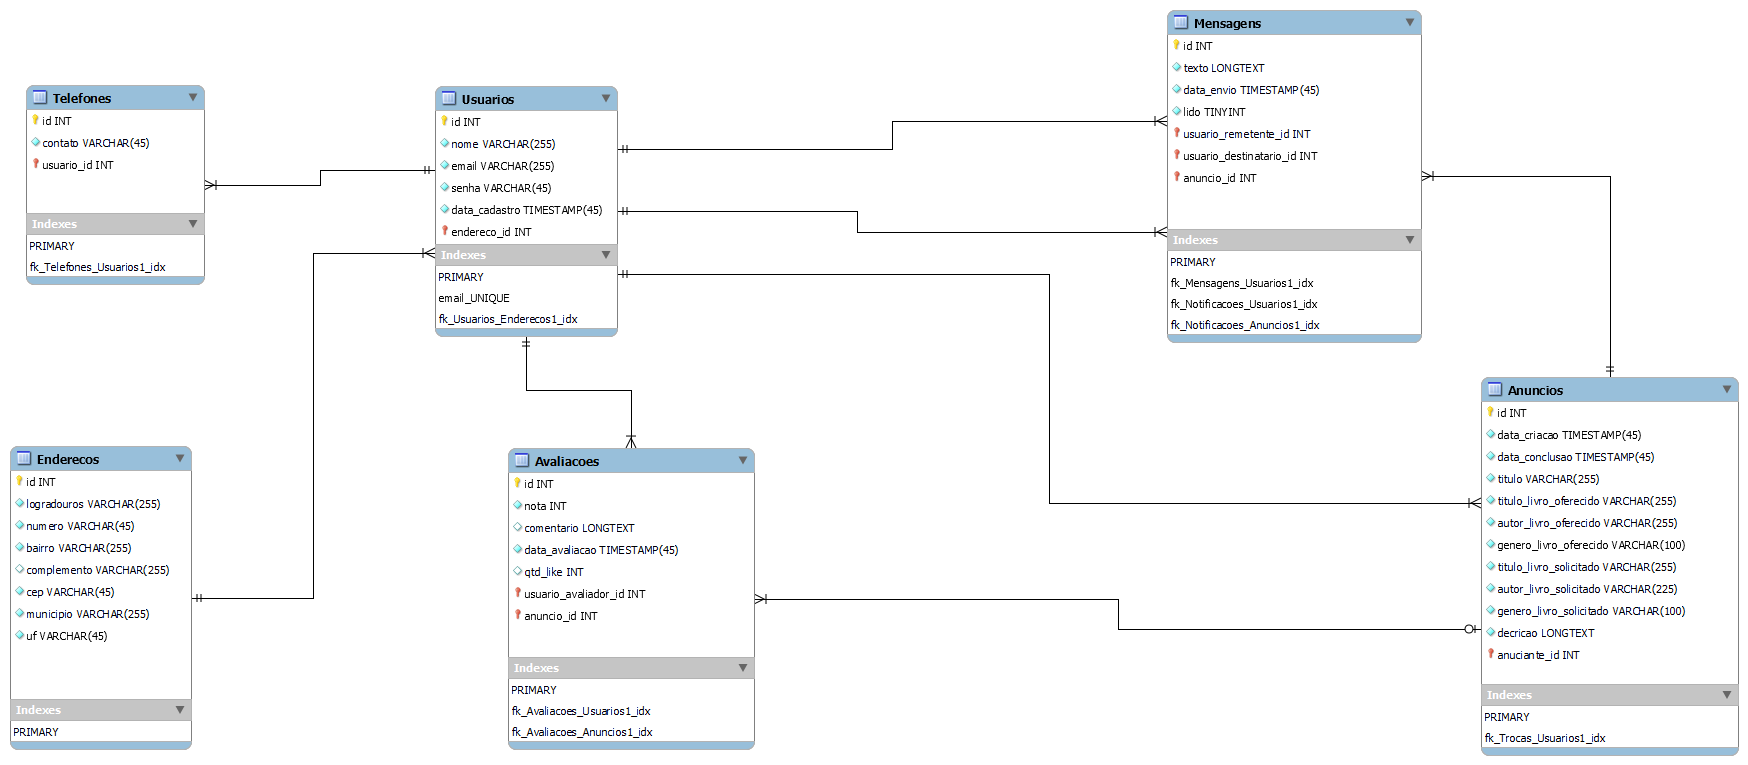 Telefones
id INT
contato VARCHAR(45)
usuario_id INT
Indexes
PRIMARY
fk_Telefones_Usuarios1_idx
Usuarios
id INT
nome VARCHAR(255)
email VARCHAR(255)
senha VARCHAR(45)
data_cadastro TIMESTAMP(45)
endereco_id INT
Indexes
PRIMARY
email_UNIQUE
fk_Usuarios_Enderecos1_idx
Mensagens
id INT
texto LONGTEXT
data_envio TIMESTAMP(45)
lido TINYINT
usuario_remetente_id INT
usuario_destinatario_id INT
anuncio_id INT
Indexes
PRIMARY
fk_Mensagens_Usuarios1_idx
fk_Notificacoes_Usuarios1_idx
fk_Notificacoes_Anuncios1_idx
Enderecos
id INT
logradouros VARCHAR(255)
numero VARCHAR(45)
bairro VARCHAR(255)
complemento VARCHAR(255)
cep VARCHAR(45)
municipio VARCHAR(255)
uf VARCHAR(45)
Indexes
PRIMARY
Avaliacoes
id INT
nota INT
comentario LONGTEXT
data_avaliacao TIMESTAMP(45)
qtd_like INT
usuario_avaliador_id INT
anuncio_id INT
Indexes
PRIMARY
fk_Avaliacoes_Usuarios1_idx
fk_Avaliacoes_Anuncios1_idx
Anuncios
id INT
data_criacao TIMESTAMP(45)
data_conclusao TIMESTAMP(45)
titulo VARCHAR(255)
titulo_livro_oferecido VARCHAR(255)
autor_livro_oferecido VARCHAR(255)
genero_livro_oferecido VARCHAR(100)
titulo_livro_solicitado VARCHAR(255)
autor_livro_solicitado VARCHAR(225)
genero_livro_solicitado VARCHAR(100)
decricao LONGTEXT
anuciante_id INT
Indexes
PRIMARY
fk_Trocas_Usuarios1_idx